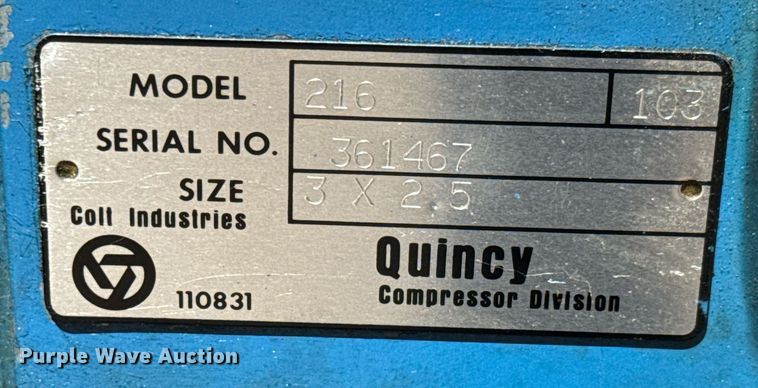 MODEL 216 103
SERIAL NO. 361467
SIZE 3 X 2.5
Colt Industries
Quincy
110831 Compressor Division
Purple Wave Auction